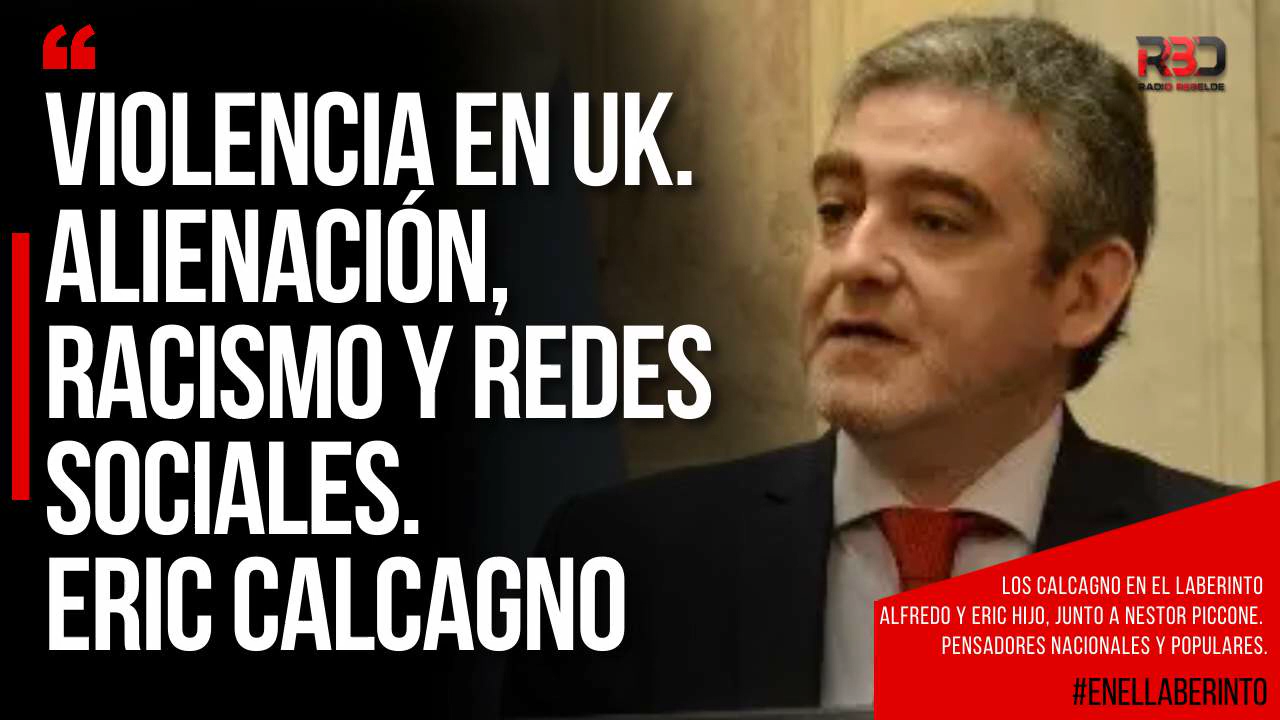 “
VIOLENCIA EN UK.
ALIENACIÓN,
RACISMO Y REDES
SOCIALES.
ERIC CALCAGNO
RBD
RADIO REBELDE
LOS CALCAGNO EN EL LABERINTO
ALFREDO Y ERIC HIJO, JUNTO A NESTOR PICCONE.
PENSADORES NACIONALES Y POPULARES.
#ENELLABERINTO